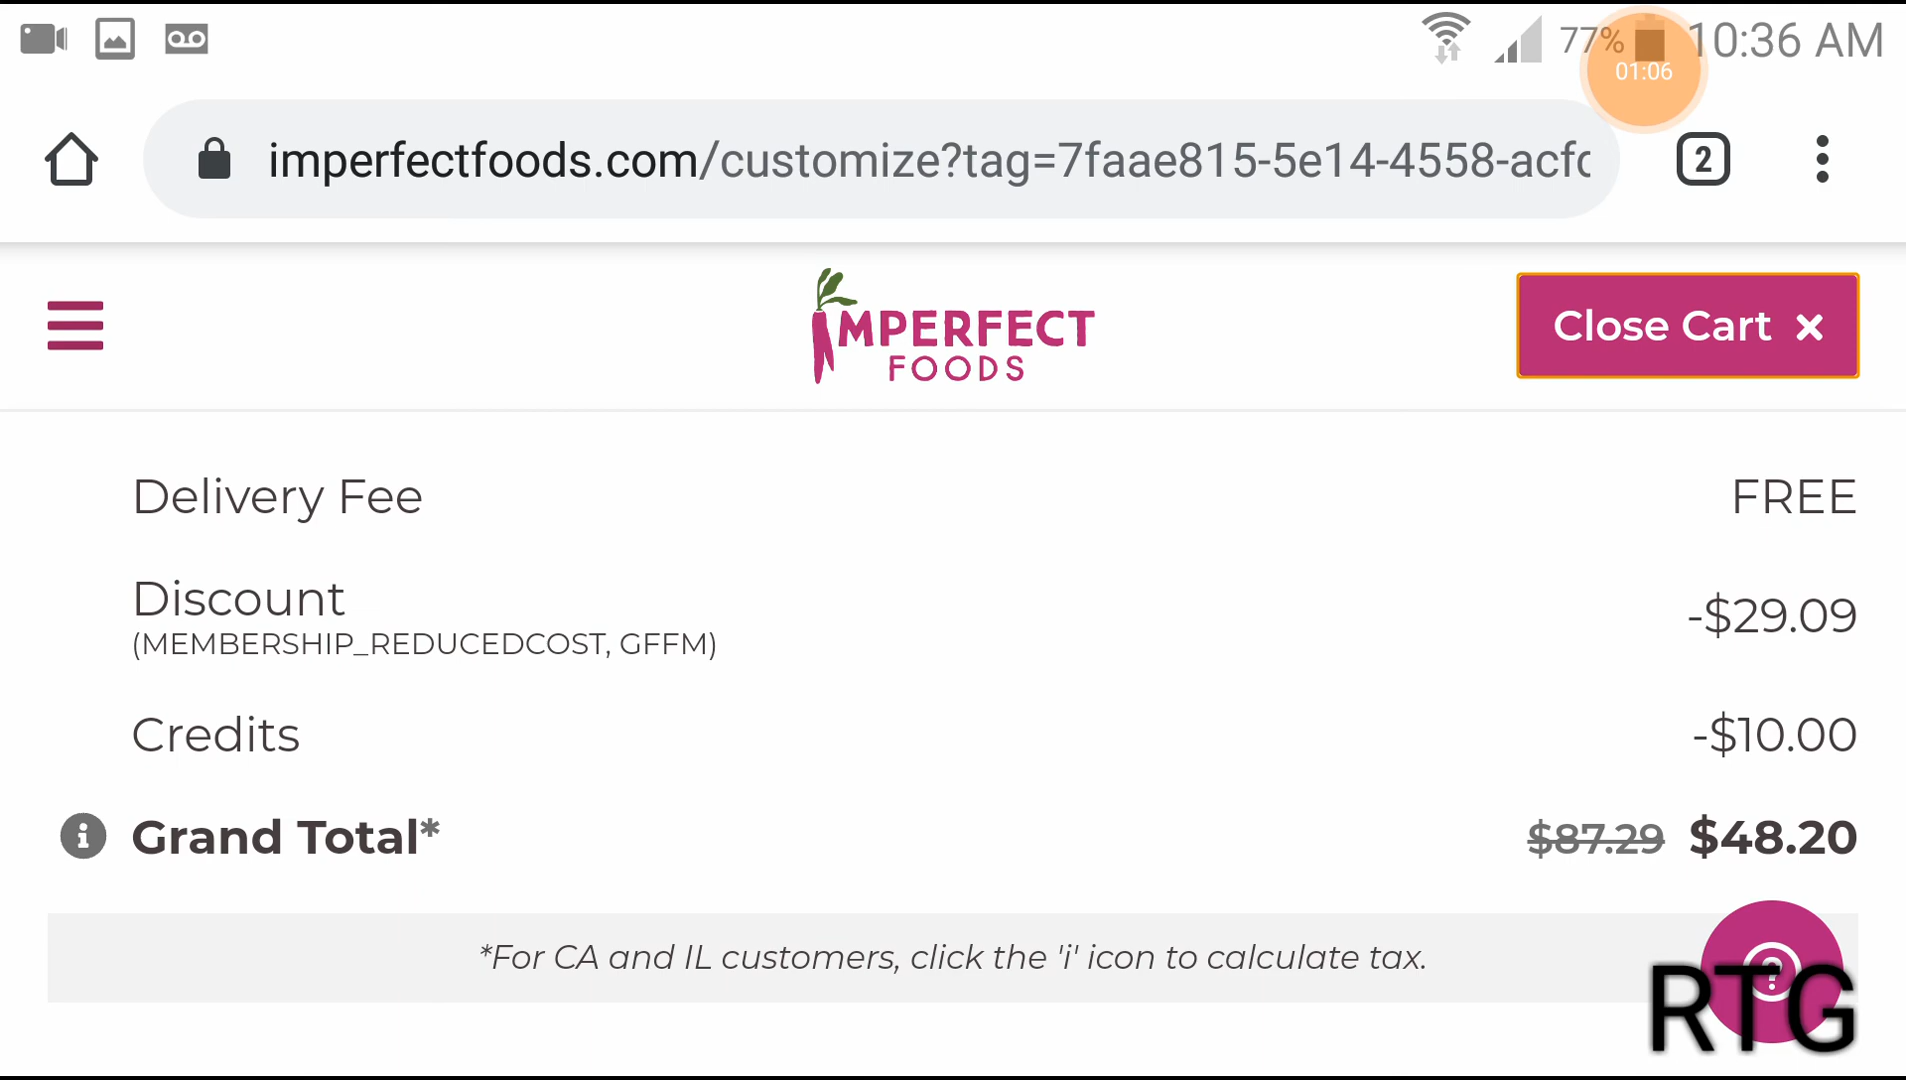 77% 10:36 AM
01:06
imperfectfoods.com/customize?tag=7faae815-5e14-4558-acfc
2
IMPERFECT
FOODS
Close Cart ×
Delivery Fee FREE
Discount -$29.09
(MEMBERSHIP_REDUCEDCOST, GFFM)
Credits -$10.00
i Grand Total* $87.29 $48.20
*For CA and IL customers, click the 'i' icon to calculate tax.
?
RTG